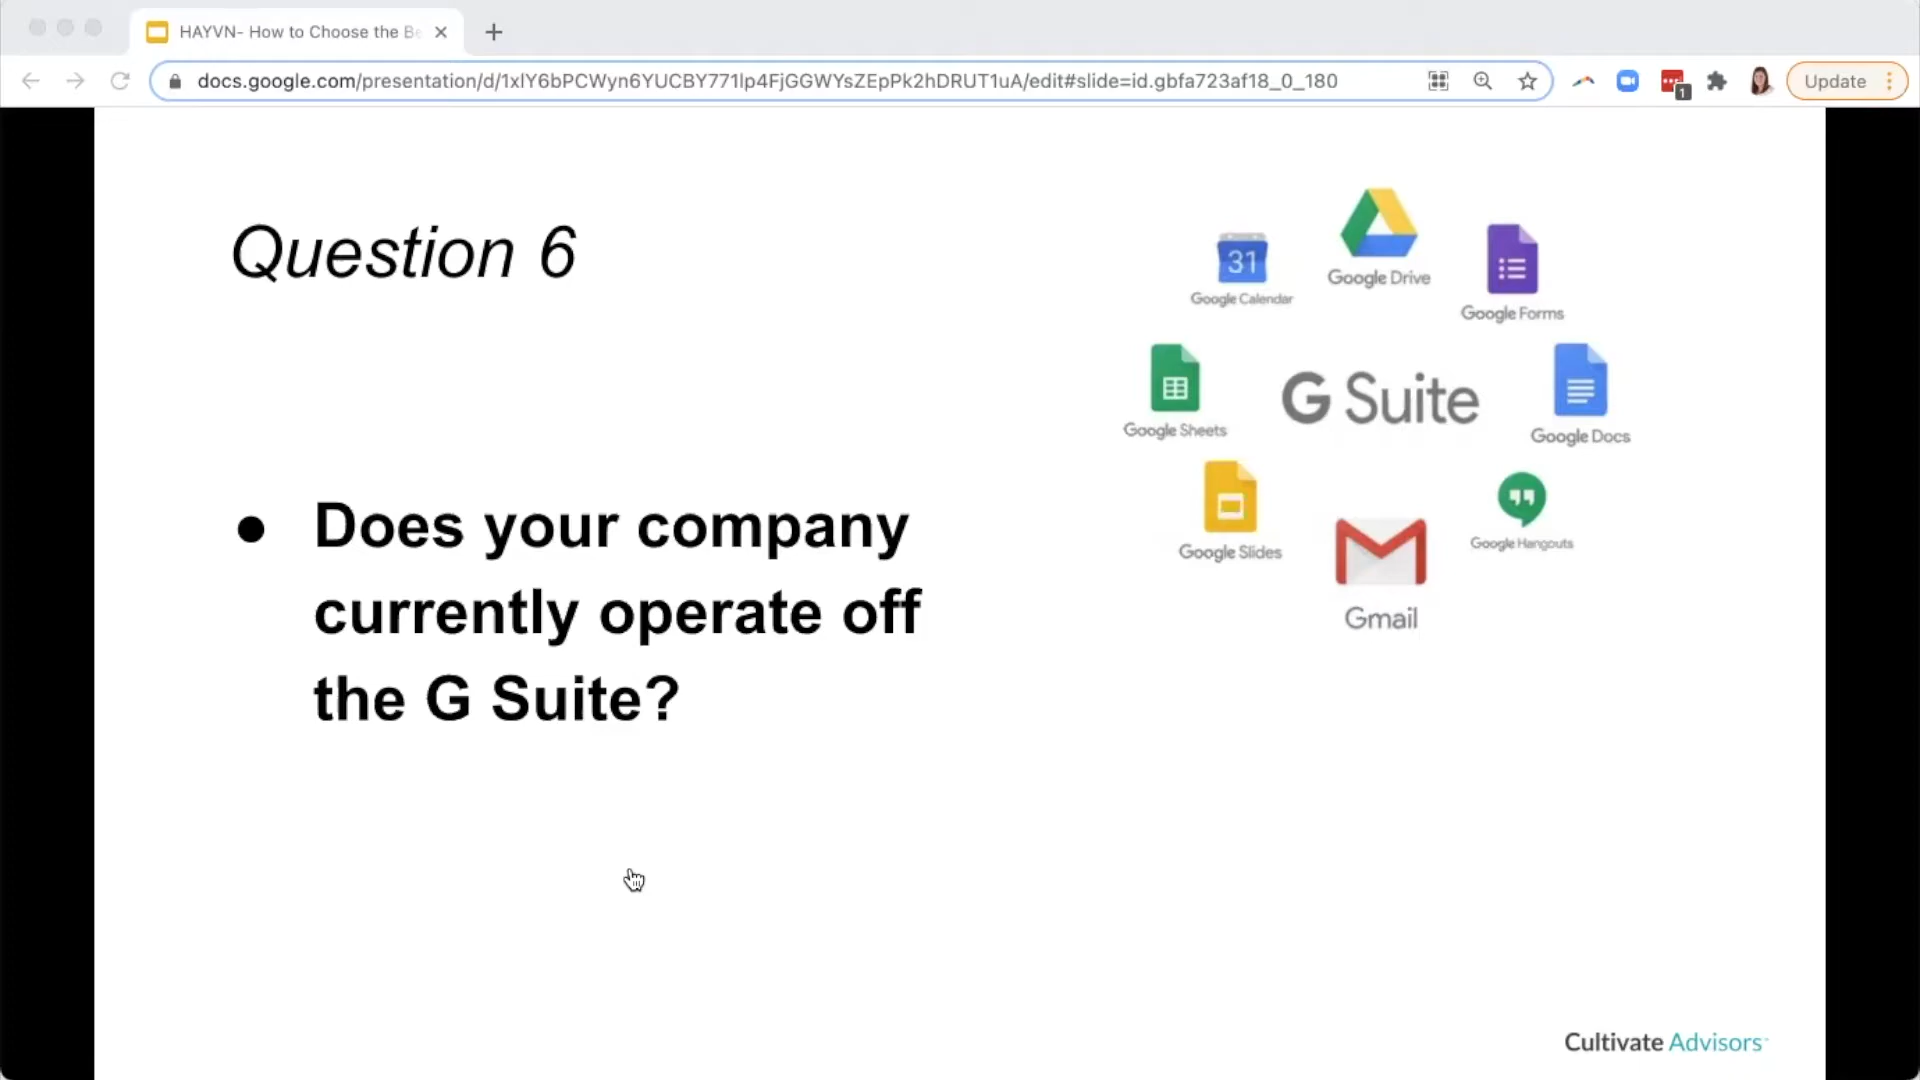 HAYVN- How to Choose the Be
docs.google.com/presentation/d/1xlY6bPCWyn6YUCBY771lp4FjGGWYsZEpPk2hDRUT1uA/edit#slide=id.gbfa723af18_0_180
1
Update
Question 6
Google Drive
31
Google Calendar
Google Forms
Google Sheets
G Suite
Google Docs
Google Slides
Google Hangouts
Gmail
● Does your company
currently operate off
the G Suite?
Cultivate Advisors